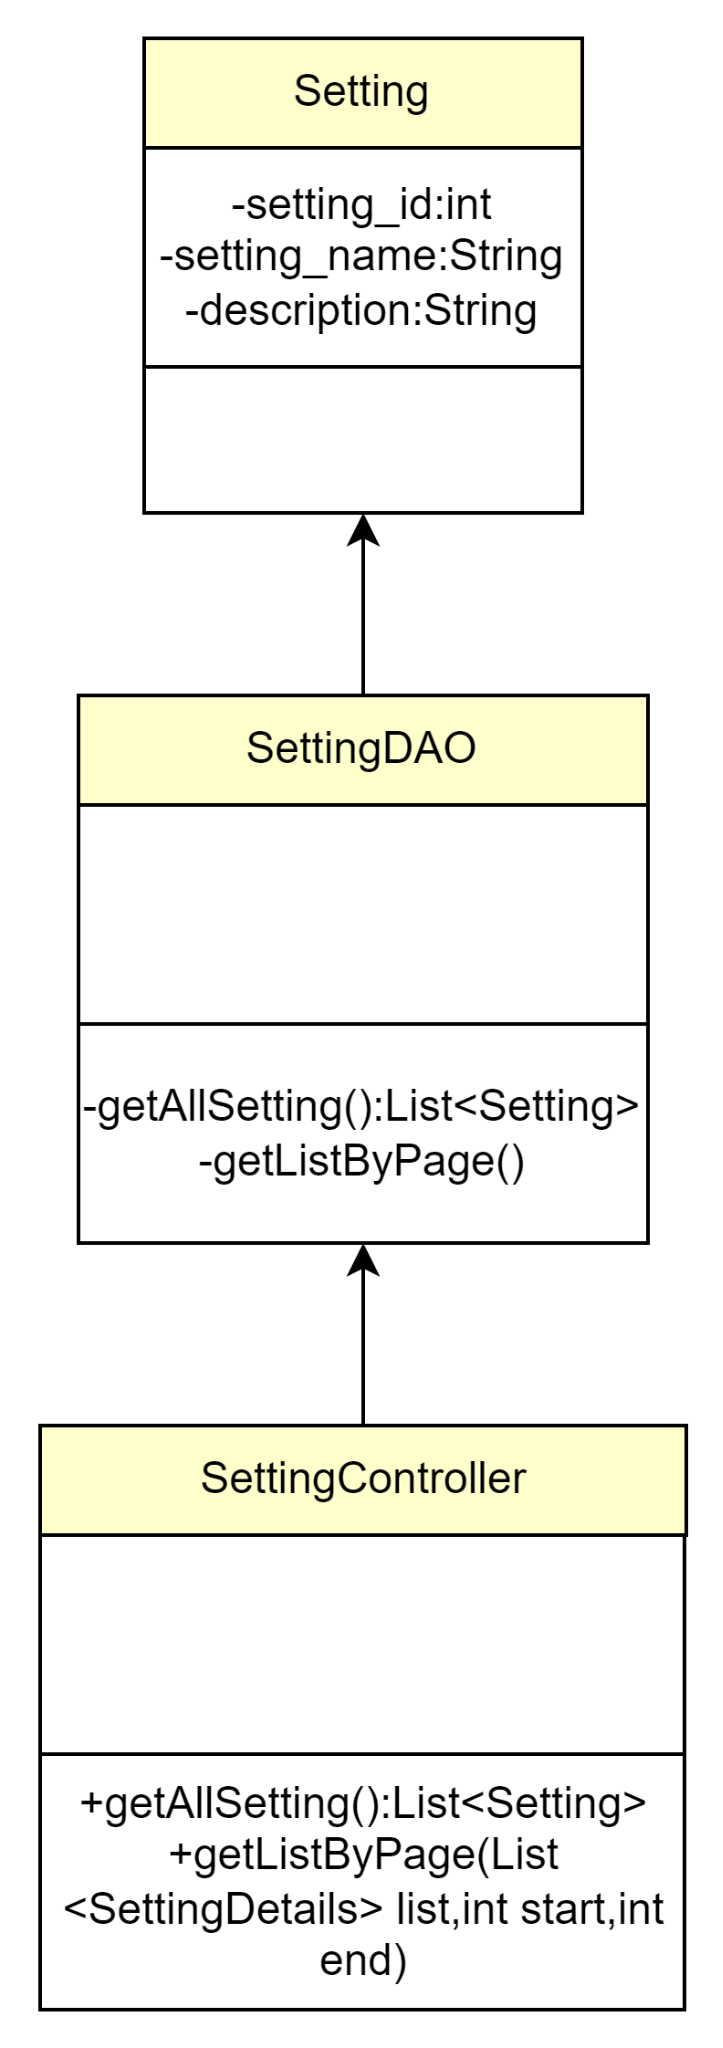 Setting
-setting_id:int
-setting_name:String
-description:String
SettingDAO
-getAllSetting():List<Setting>
-getListByPage()
SettingController
+getAllSetting():List<Setting>
+getListByPage(List
<SettingDetails> list,int start,int
end)